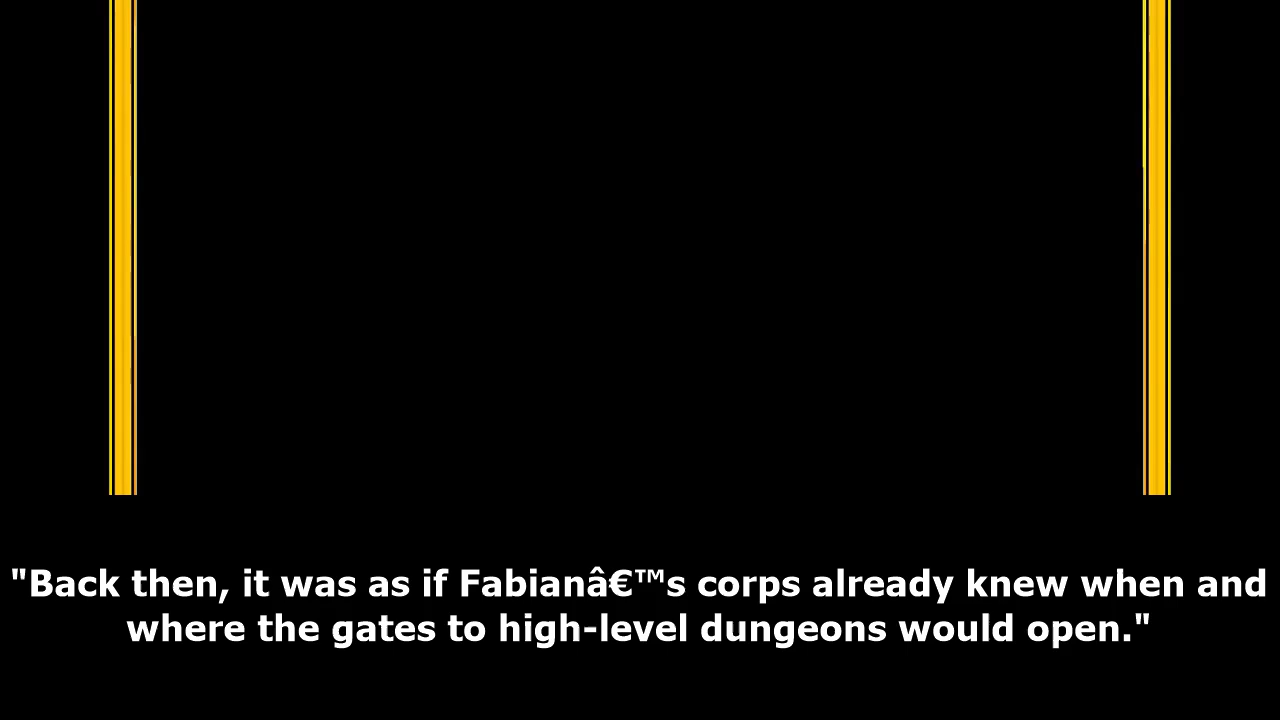 "Back then, it was as if Fabianâ€™s corps already knew when and
where the gates to high-level dungeons would open."